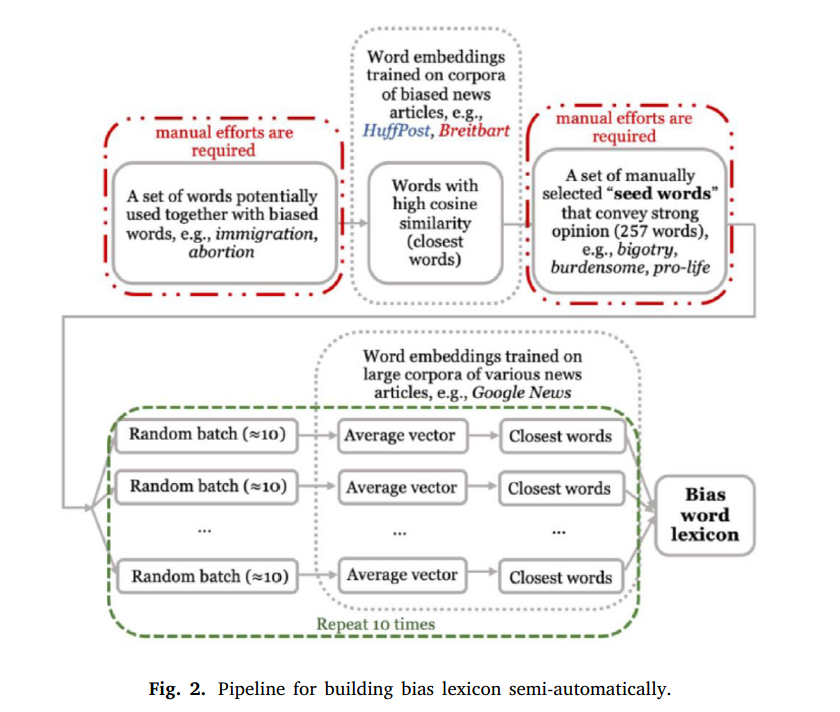 Word embeddings
trained on corpora
of biased news
articles, e.g.,
HuffPost, Breitbart
manual efforts are
required
A set of words potentially
used together with biased
words, e.g., immigration,
abortion
Words with
high cosine
similarity
(closest
words)
manual efforts are
required
A set of manually
selected “seed words”
that convey strong
opinion (257 words),
e.g., bigotry,
burdensome, pro-life
Word embeddings trained on
large corpora of various news
articles, e.g., Google News
Random batch (≈10)
Average vector
Closest words
Random batch (≈10)
Average vector
Closest words
...
...
...
Random batch (≈10)
Average vector
Closest words
Bias
word
lexicon
Repeat 10 times
Fig. 2. Pipeline for building bias lexicon semi-automatically.